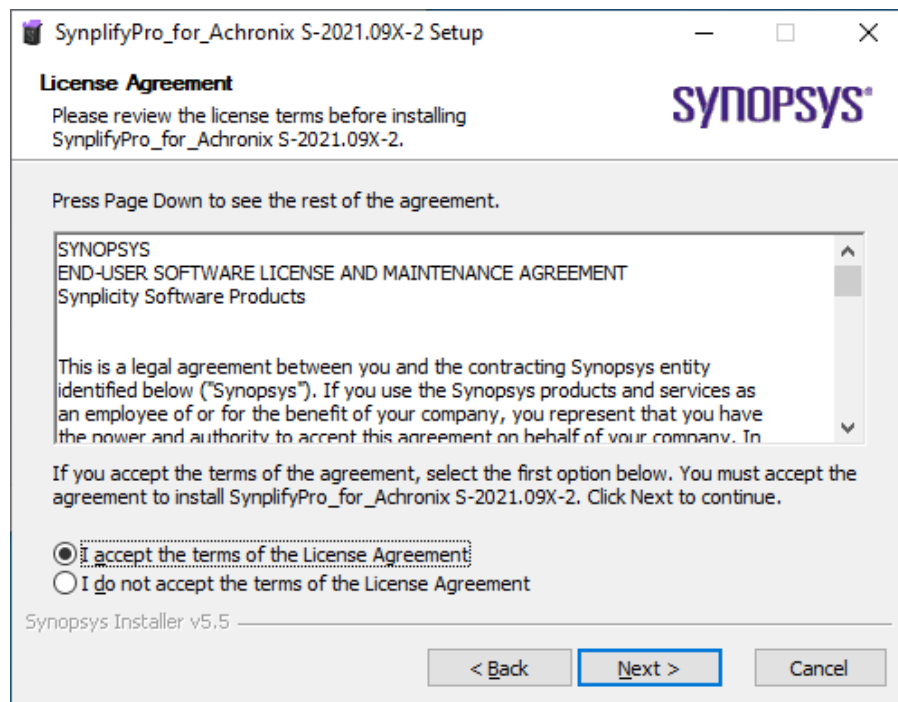 SynplifyPro_for_Achronix S-2021.09X-2 Setup
License Agreement
Please review the license terms before installing
SynplifyPro_for_Achronix S-2021.09X-2.
SYNOPSYS®
Press Page Down to see the rest of the agreement.
SYNOPSYS
END-USER SOFTWARE LICENSE AND MAINTENANCE AGREEMENT
Synplicity Software Products
This is a legal agreement between you and the contracting Synopsys entity
identified below ("Synopsys"). If you use the Synopsys products and services as
an employee of or for the benefit of your company, you represent that you have
the power and authority to accept this agreement on behalf of your company. In
If you accept the terms of the agreement, select the first option below. You must accept the
agreement to install SynplifyPro_for_Achronix S-2021.09X-2. Click Next to continue.
I accept the terms of the License Agreement
I do not accept the terms of the License Agreement
Synopsys Installer v5.5
< Back Next > Cancel